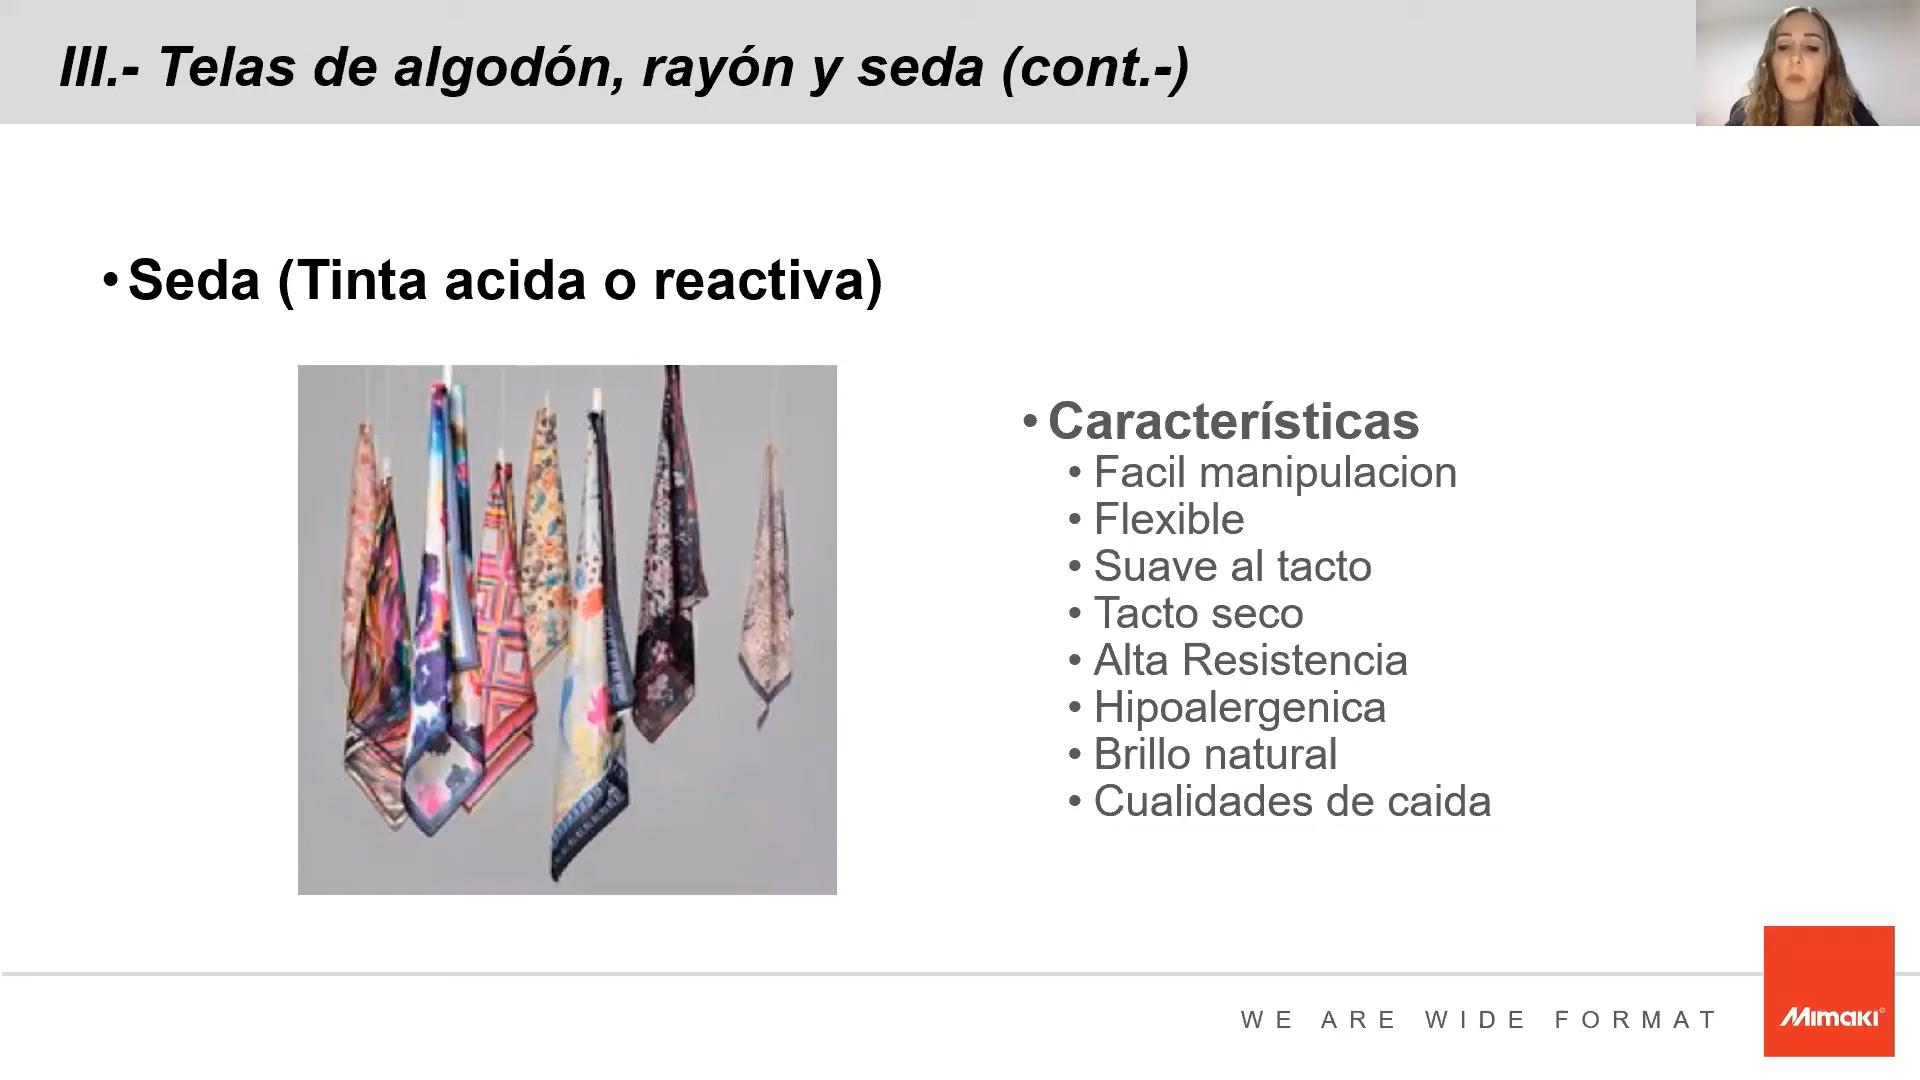 III.- Telas de algodón, rayón y seda (cont.-)
• Seda (Tinta acida o reactiva)
• Características
• Facil manipulacion
• Flexible
• Suave al tacto
• Tacto seco
• Alta Resistencia
• Hipoalergenica
• Brillo natural
• Cualidades de caida
WE ARE WIDE FORMAT
Mimaki